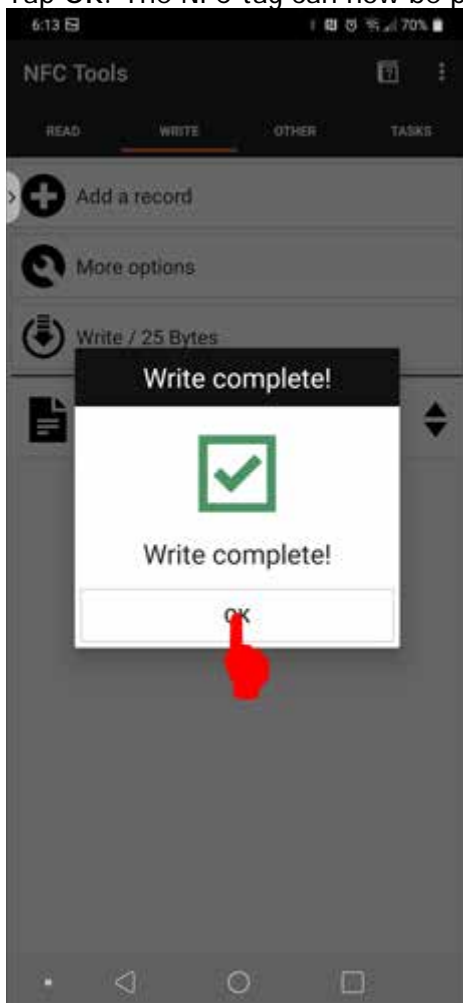 Tap OK. The NFC tag can now be p
6:13 70%
NFC Tools
READ WRITE OTHER TASKS
Add a record
More options
Write / 25 Bytes
Write complete!
Write complete!
OK